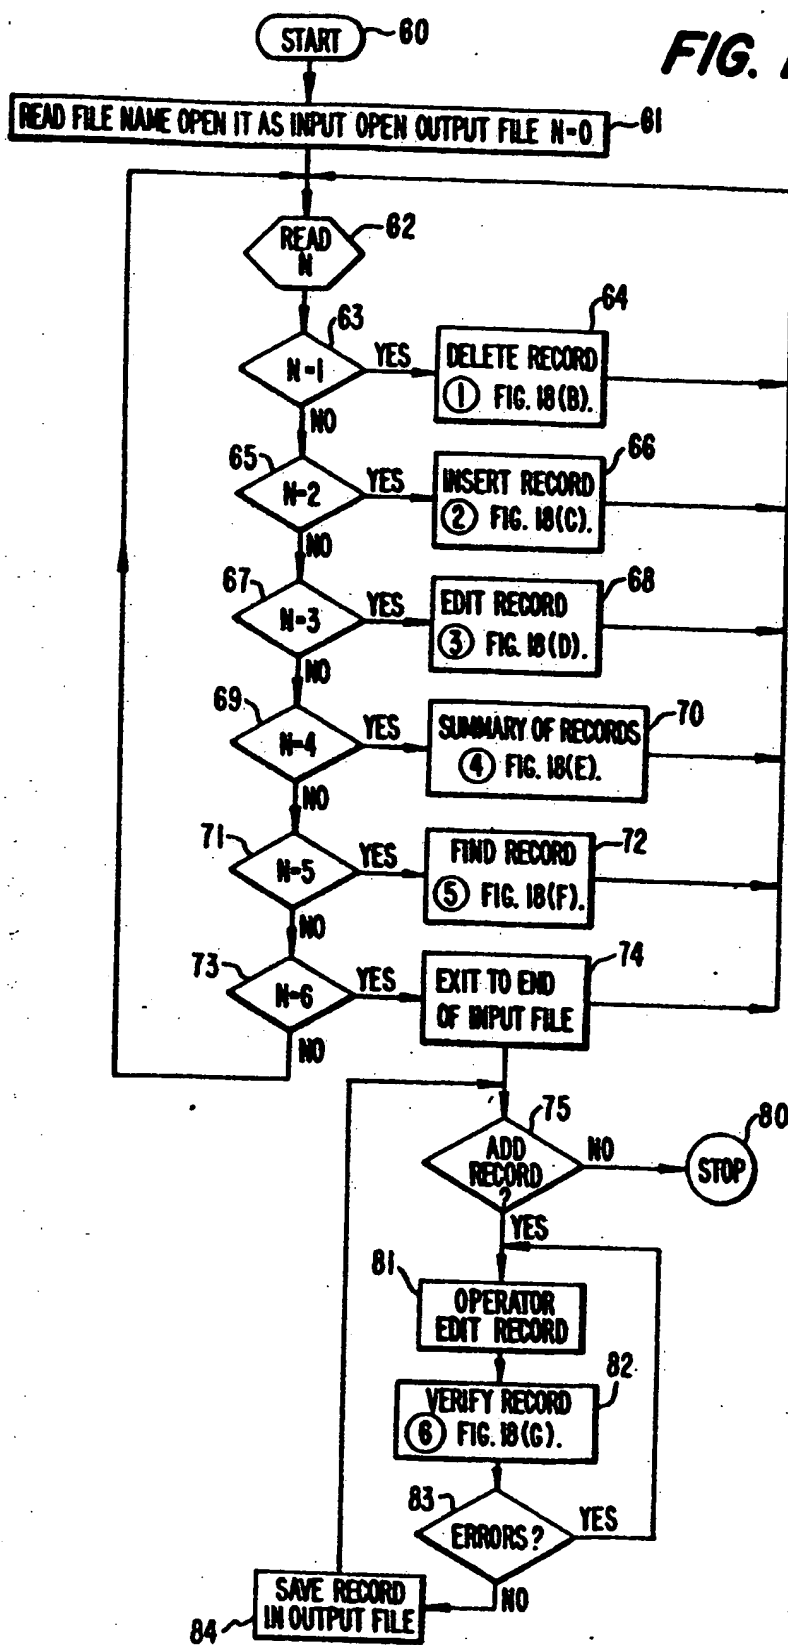 START
60
FIG.
READ FILE NAME OPEN IT AS INPUT OPEN OUTPUT FILE N=0
61
READ
N
62
63
N=1
YES
NO
64
DELETE RECORD
1 FIG. 18(B).
65
N=2
YES
NO
66
INSERT RECORD
2 FIG. 18(C).
67
N=3
YES
NO
68
EDIT RECORD
3 FIG. 18(D).
69
N=4
YES
NO
70
SUMMARY OF RECORDS
4 FIG. 18(E).
71
N=5
YES
NO
72
FIND RECORD
5 FIG. 18(F).
73
N=6
YES
NO
74
EXIT TO END
OF INPUT FILE
75
ADD
RECORD
?
NO
YES
80
STOP
81
OPERATOR
EDIT RECORD
82
VERIFY RECORD
6 FIG. 18(G).
83
ERRORS?
YES
NO
SAVE RECORD
IN OUTPUT FILE
84